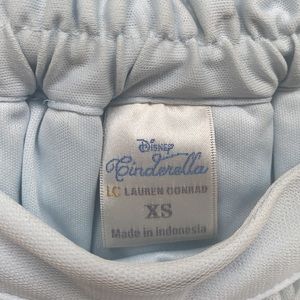 Disney
Cinderella
LC LAUREN CONRAD
XS
Made in Indonesia